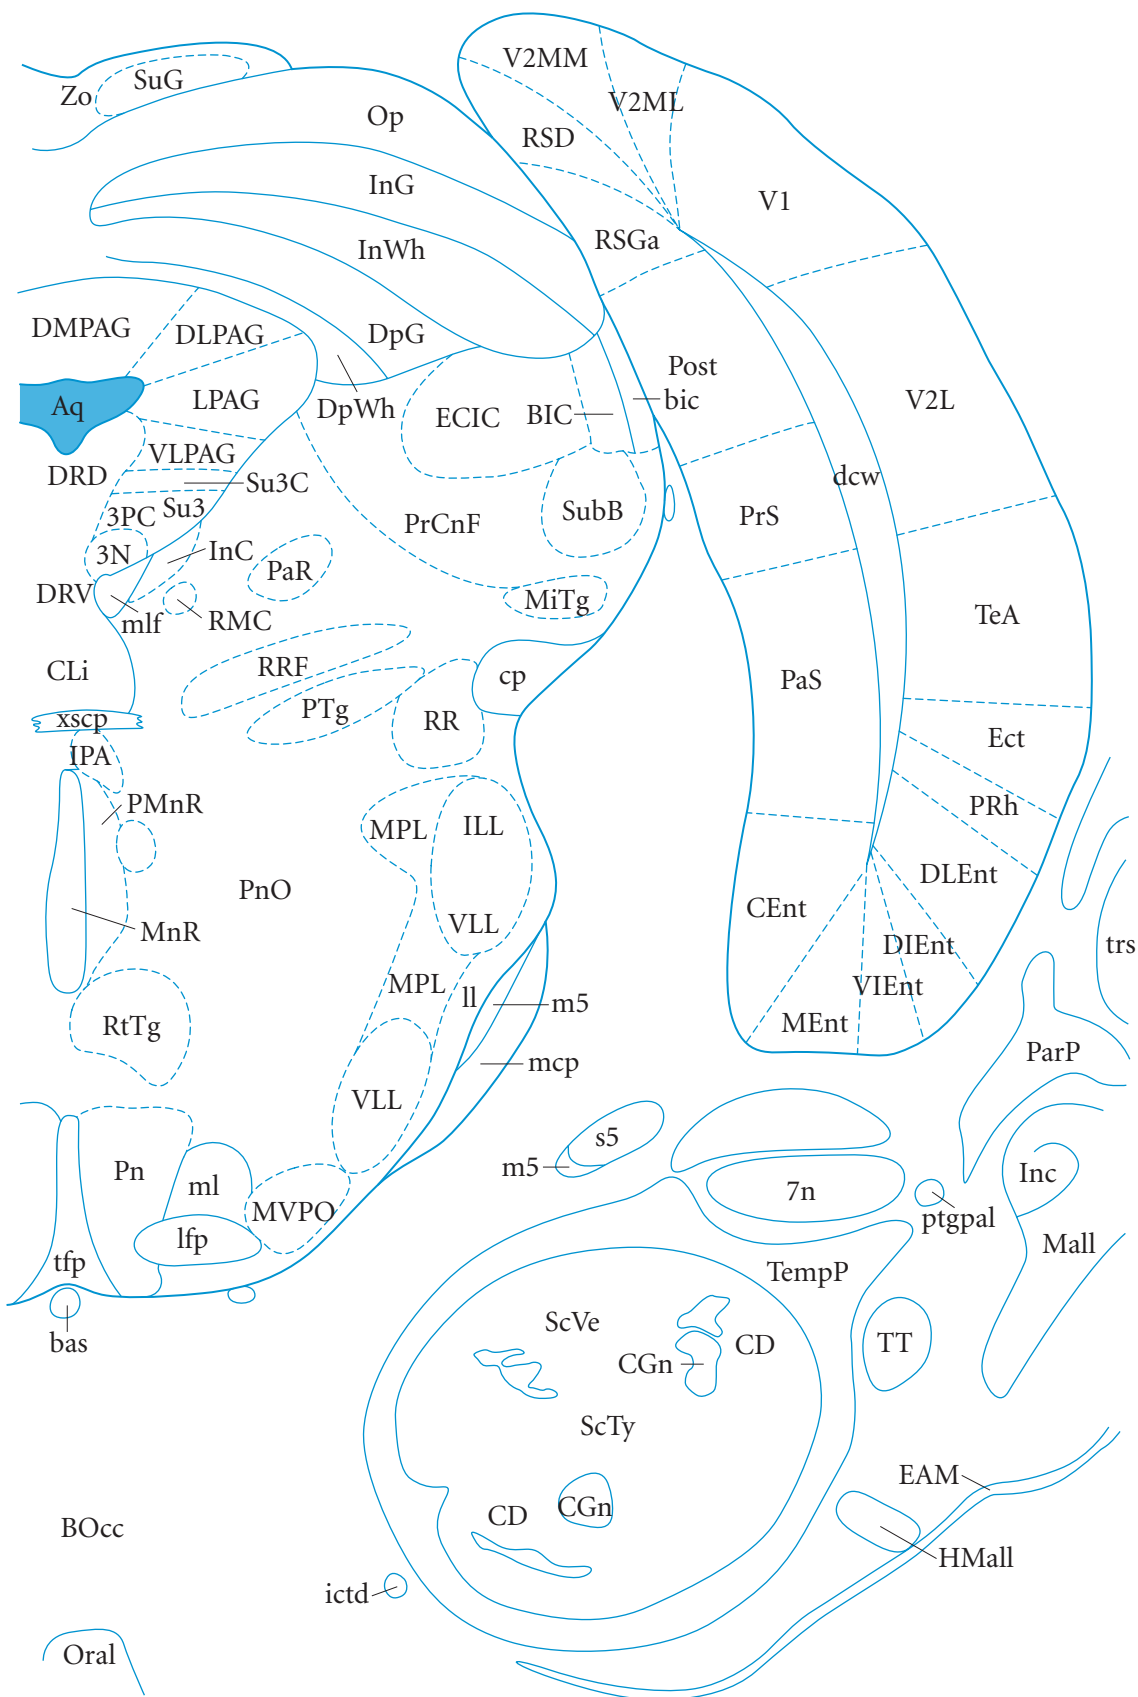 V2MM
SuG
Zo
V2ML
Op
RSD
InG
V1
RSGa
InWh
DMPAG
DLPAG
DpG
Post
bic
Aq
LPAG
DpWh
ECIC
BIC
V2L
VLPAG
DRD
Su3C
dcw
3PC
Su3
PrCnF
SubB
PrS
3N
InC
PaR
DRV
mlf
RMC
MiTg
TeA
CLi
RRF
cp
PaS
PTg
RR
xscp
IPA
Ect
PMnR
MPL
ILL
PRh
PnO
DLEnt
CEnt
MnR
VLL
DIEnt
trs
MPL
ll
m5
VIEnt
RtTg
MEnt
ParP
mcp
VLL
s5
m5
Pn
ml
7n
Inc
MVPO
ptgpal
lfp
Mall
tfp
TempP
bas
ScVe
CD
TT
CGn
ScTy
EAM
CD
CGn
BOcc
HMall
ictd
Oral